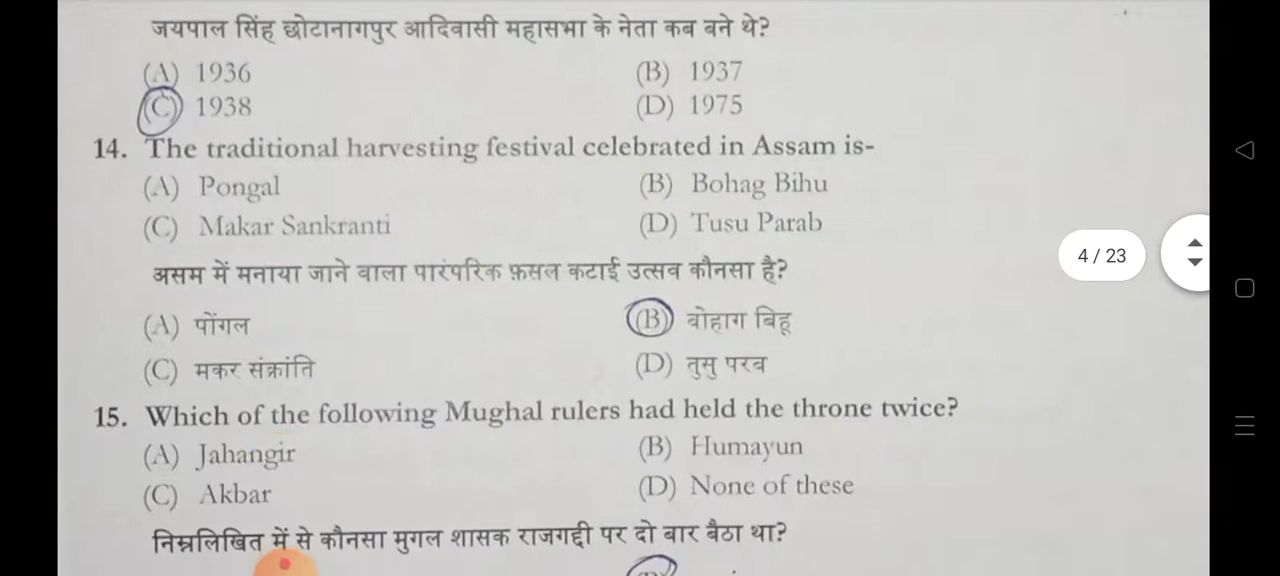 जयपाल सिंह छोटानागपुर आदिवासी महासभा के नेता कब बने थे?
(A) 1936 (B) 1937
(C) 1938 (D) 1975
14. The traditional harvesting festival celebrated in Assam is-
(A) Pongal (B) Bohag Bihu
(C) Makar Sankranti (D) Tusu Parab
असम में मनाया जाने वाला पारंपरिक फ़सल कटाई उत्सव कौनसा है?
(A) पोंगल (B) वोहाग बिहू
(C) मकर संक्रांति (D) तुसु परव
4 / 23
15. Which of the following Mughal rulers had held the throne twice?
(A) Jahangir (B) Humayun
(C) Akbar (D) None of these
निम्नलिखित में से कौनसा मुगल शासक राजगद्दी पर दो बार बैठा था?